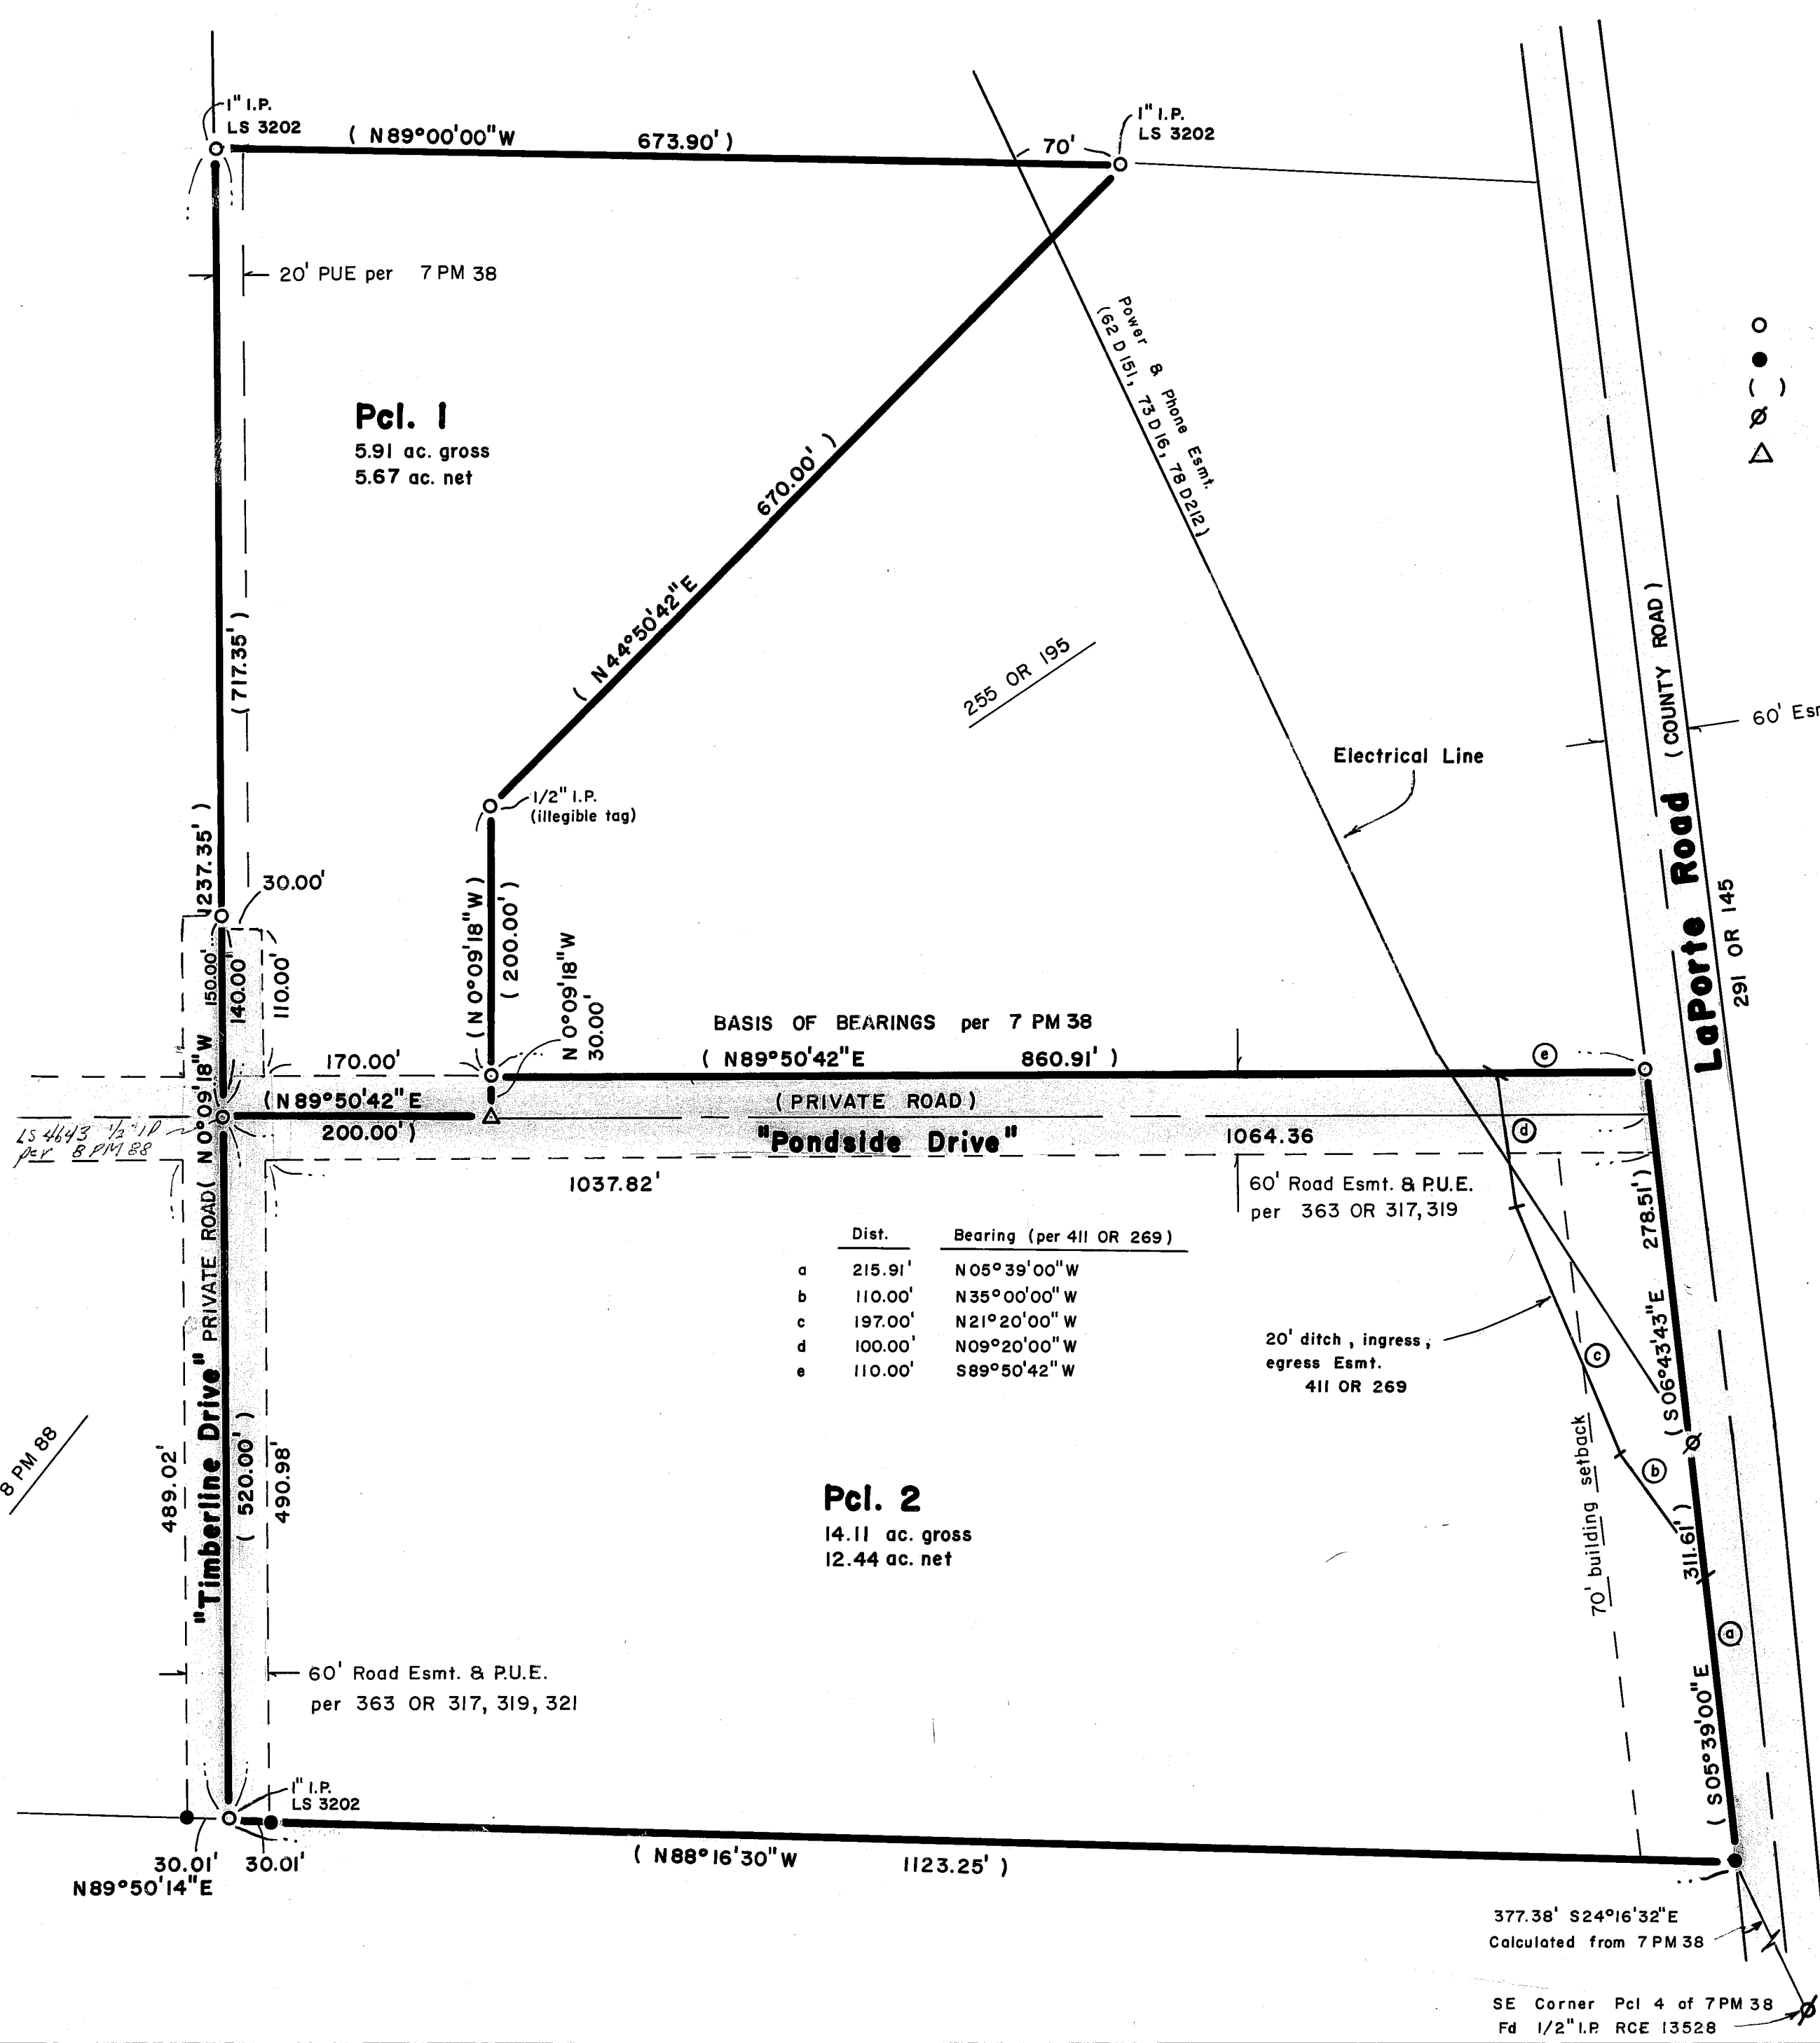 1" I.P.
LS 3202
( N89°00'00"W 673.90' )
70'
1" I.P.
LS 3202
20' PUE per 7 PM 38
Pcl. 1
5.91 ac. gross
5.67 ac. net
( N44°50'42"E 670.00' )
Power & Phone Esmt.
(62 D 151, 73 D 16, 78 D 212)
( )
(717.35')
1237.35' )
255 OR 195
Electrical Line
60' Esm
LaPorte Road (COUNTY ROAD)
291 OR 145
1/2" I.P.
(illegible tag)
30.00'
150.00'
140.00'
110.00'
(N 0°09'18"W)
(200.00')
N 0°09'18"W
30.00'
BASIS OF BEARINGS per 7 PM 38
( N89°50'42"E 860.91' )
e
170.00'
(N89°50'42"E
200.00')
(PRIVATE ROAD)
"Pondside Drive"
1064.36
d
LS 4643 1/2" IP
per 8 PM 88
( N 0°09'18"W
1037.82'
60' Road Esmt. & P.U.E.
per 363 OR 317, 319
278.51')
( S06°43'43"E
Dist. Bearing (per 411 OR 269)
a 215.91' N05°39'00"W
b 110.00' N35°00'00"W
c 197.00' N21°20'00"W
d 100.00' N09°20'00"W
e 110.00' S89°50'42"W
20' ditch, ingress,
egress Esmt.
411 OR 269
c
"Timberline Drive" PRIVATE ROAD
8 PM 88
489.02'
( 520.00' )
490.98'
70' building setback
b
311.61' )
a
( S05°39'00"E
Pcl. 2
14.11 ac. gross
12.44 ac. net
60' Road Esmt. & P.U.E.
per 363 OR 317, 319, 321
1" I.P.
LS 3202
30.01' 30.01'
N89°50'14"E
( N88°16'30"W 1123.25' )
377.38' S24°16'32"E
Calculated from 7 PM 38
SE Corner Pcl 4 of 7 PM 38
Fd 1/2" I.P. RCE 13528